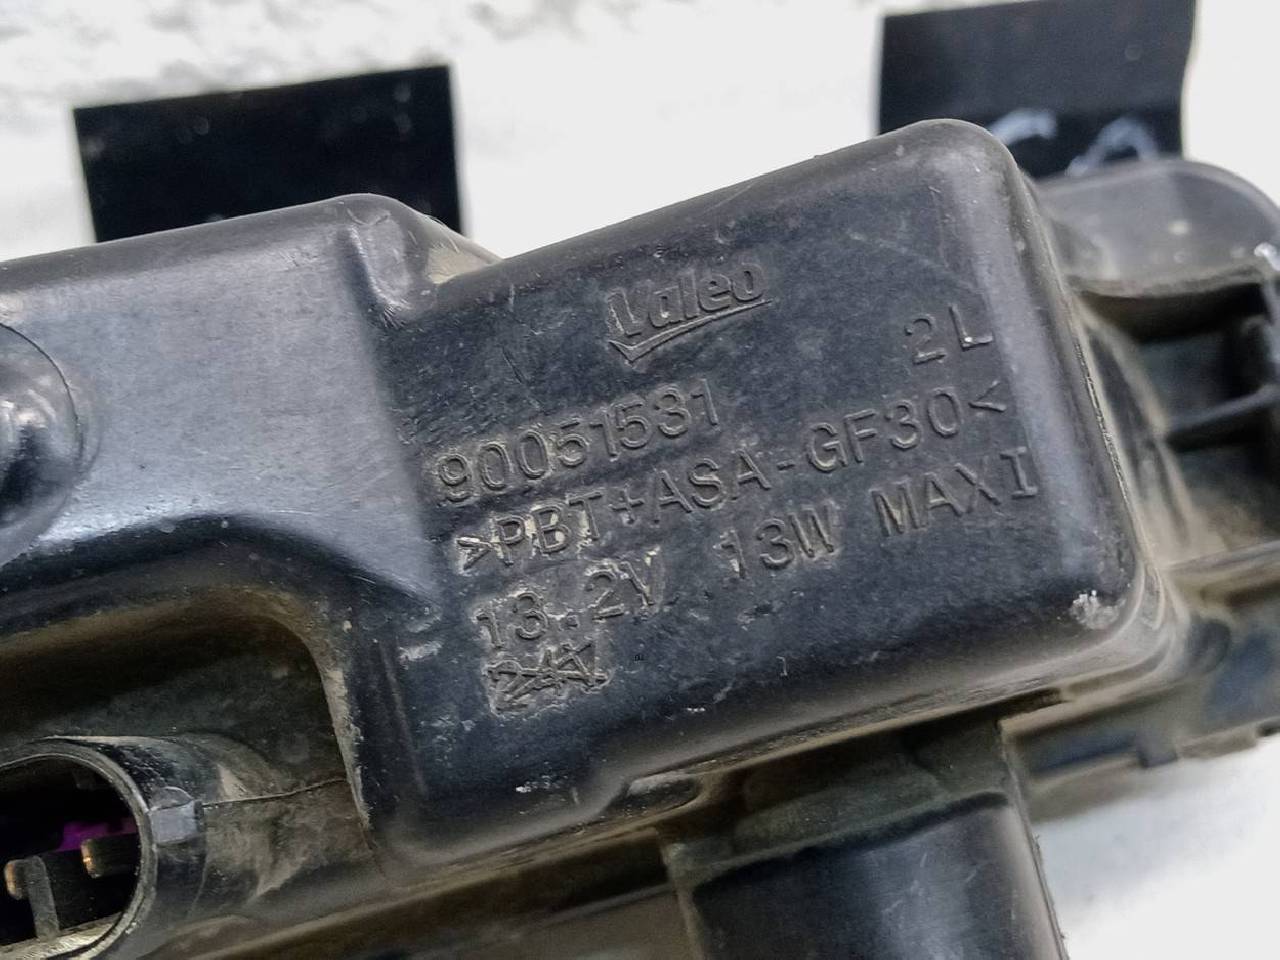 Valeo
2L
90051531
>PBT+ASA-GF30<
13.2V 13W MAXI